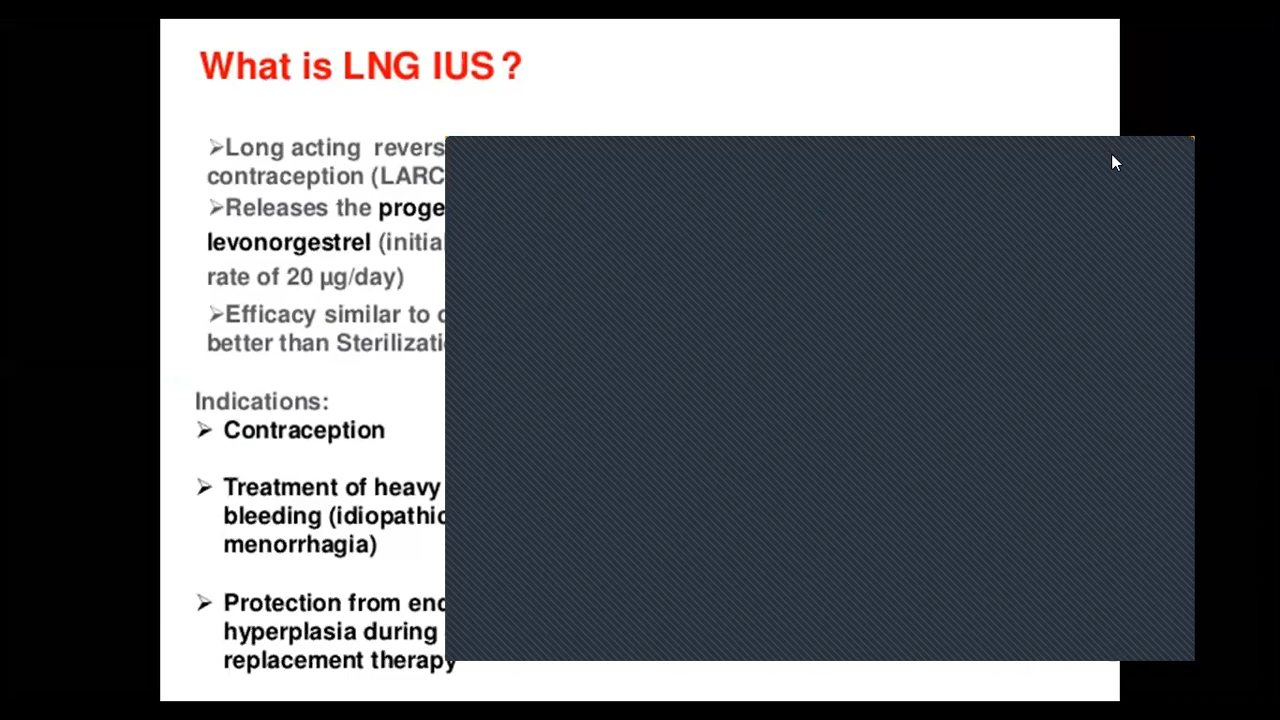 What is LNG IUS ?
➢Long acting revers
contraception (LARC
➢Releases the proge
levonorgestrel (initia
rate of 20 µg/day)
➢Efficacy similar to
better than Sterilizati
Indications:
➢ Contraception
➢ Treatment of heavy
bleeding (idiopathic
menorrhagia)
➢ Protection from end
hyperplasia during
replacement therapy